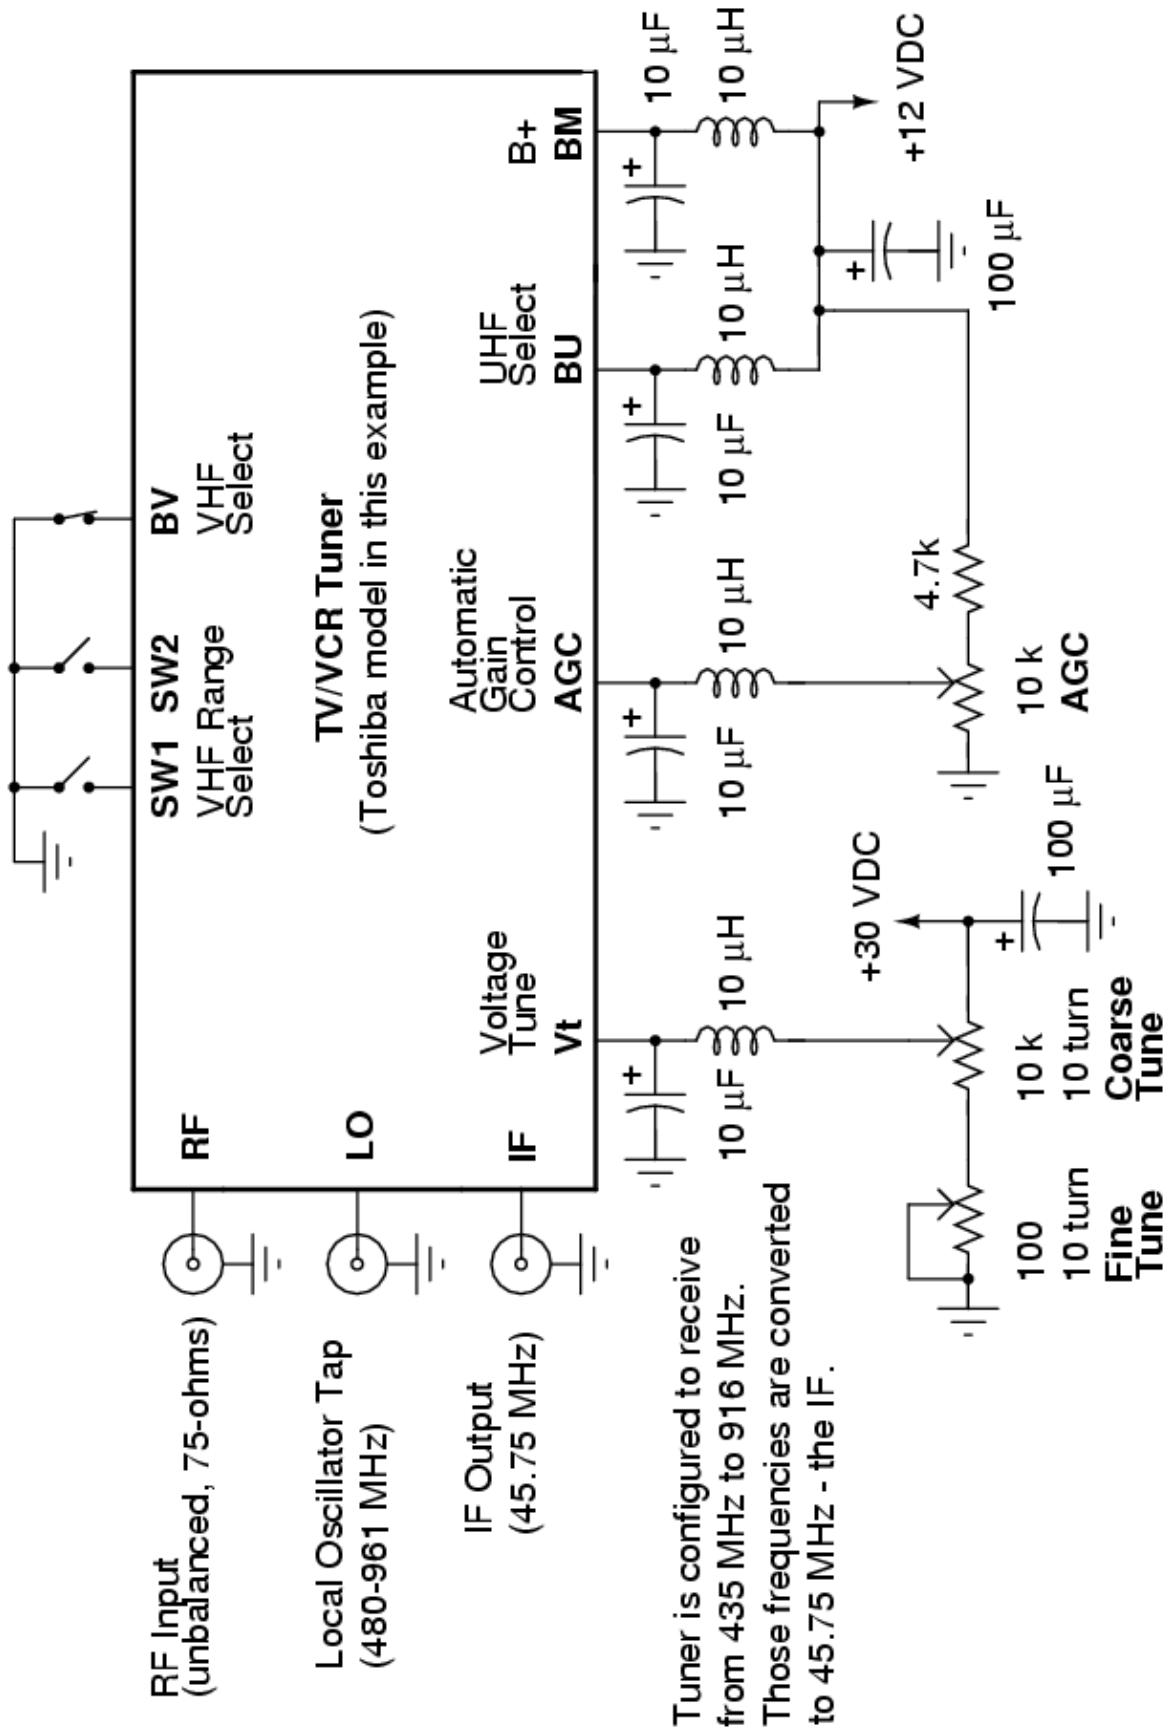 RF Input
(unbalanced, 75-ohms)
Local Oscillator Tap
(480-961 MHz)
IF Output
(45.75 MHz)
RF
LO
IF
SW1 SW2
VHF Range
Select
BV
VHF
Select
TV/VCR Tuner
(Toshiba model in this example)
Voltage
Tune
Vt
Automatic
Gain
Control
AGC
UHF
Select
BU
B+
BM
+
10 µF
10 µH
+
10 µF
10 µH
+
10 µF
10 µH
+
10 µF
10 µH
+12 VDC
+
100 µF
4.7k
10 k
AGC
+30 VDC
+
100 µF
10 k
10 turn
Coarse
Tune
100
10 turn
Fine
Tune
Tuner is configured to receive
from 435 MHz to 916 MHz.
Those frequencies are converted
to 45.75 MHz - the IF.